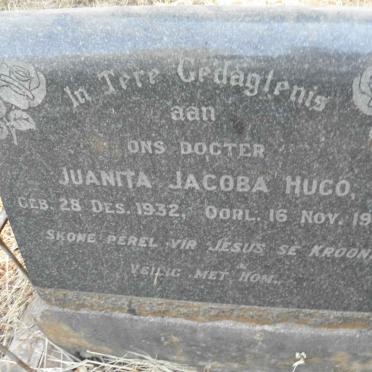 In Tere Gedagtenis
aan
ONS DOGTER
JUANITA JACOBA HUGO,
GEB. 28 DES. 1932, OORL. 16 NOV. 19
SKONE PEREL VIR JESUS SE KROON,
VEILIG MET HOM.